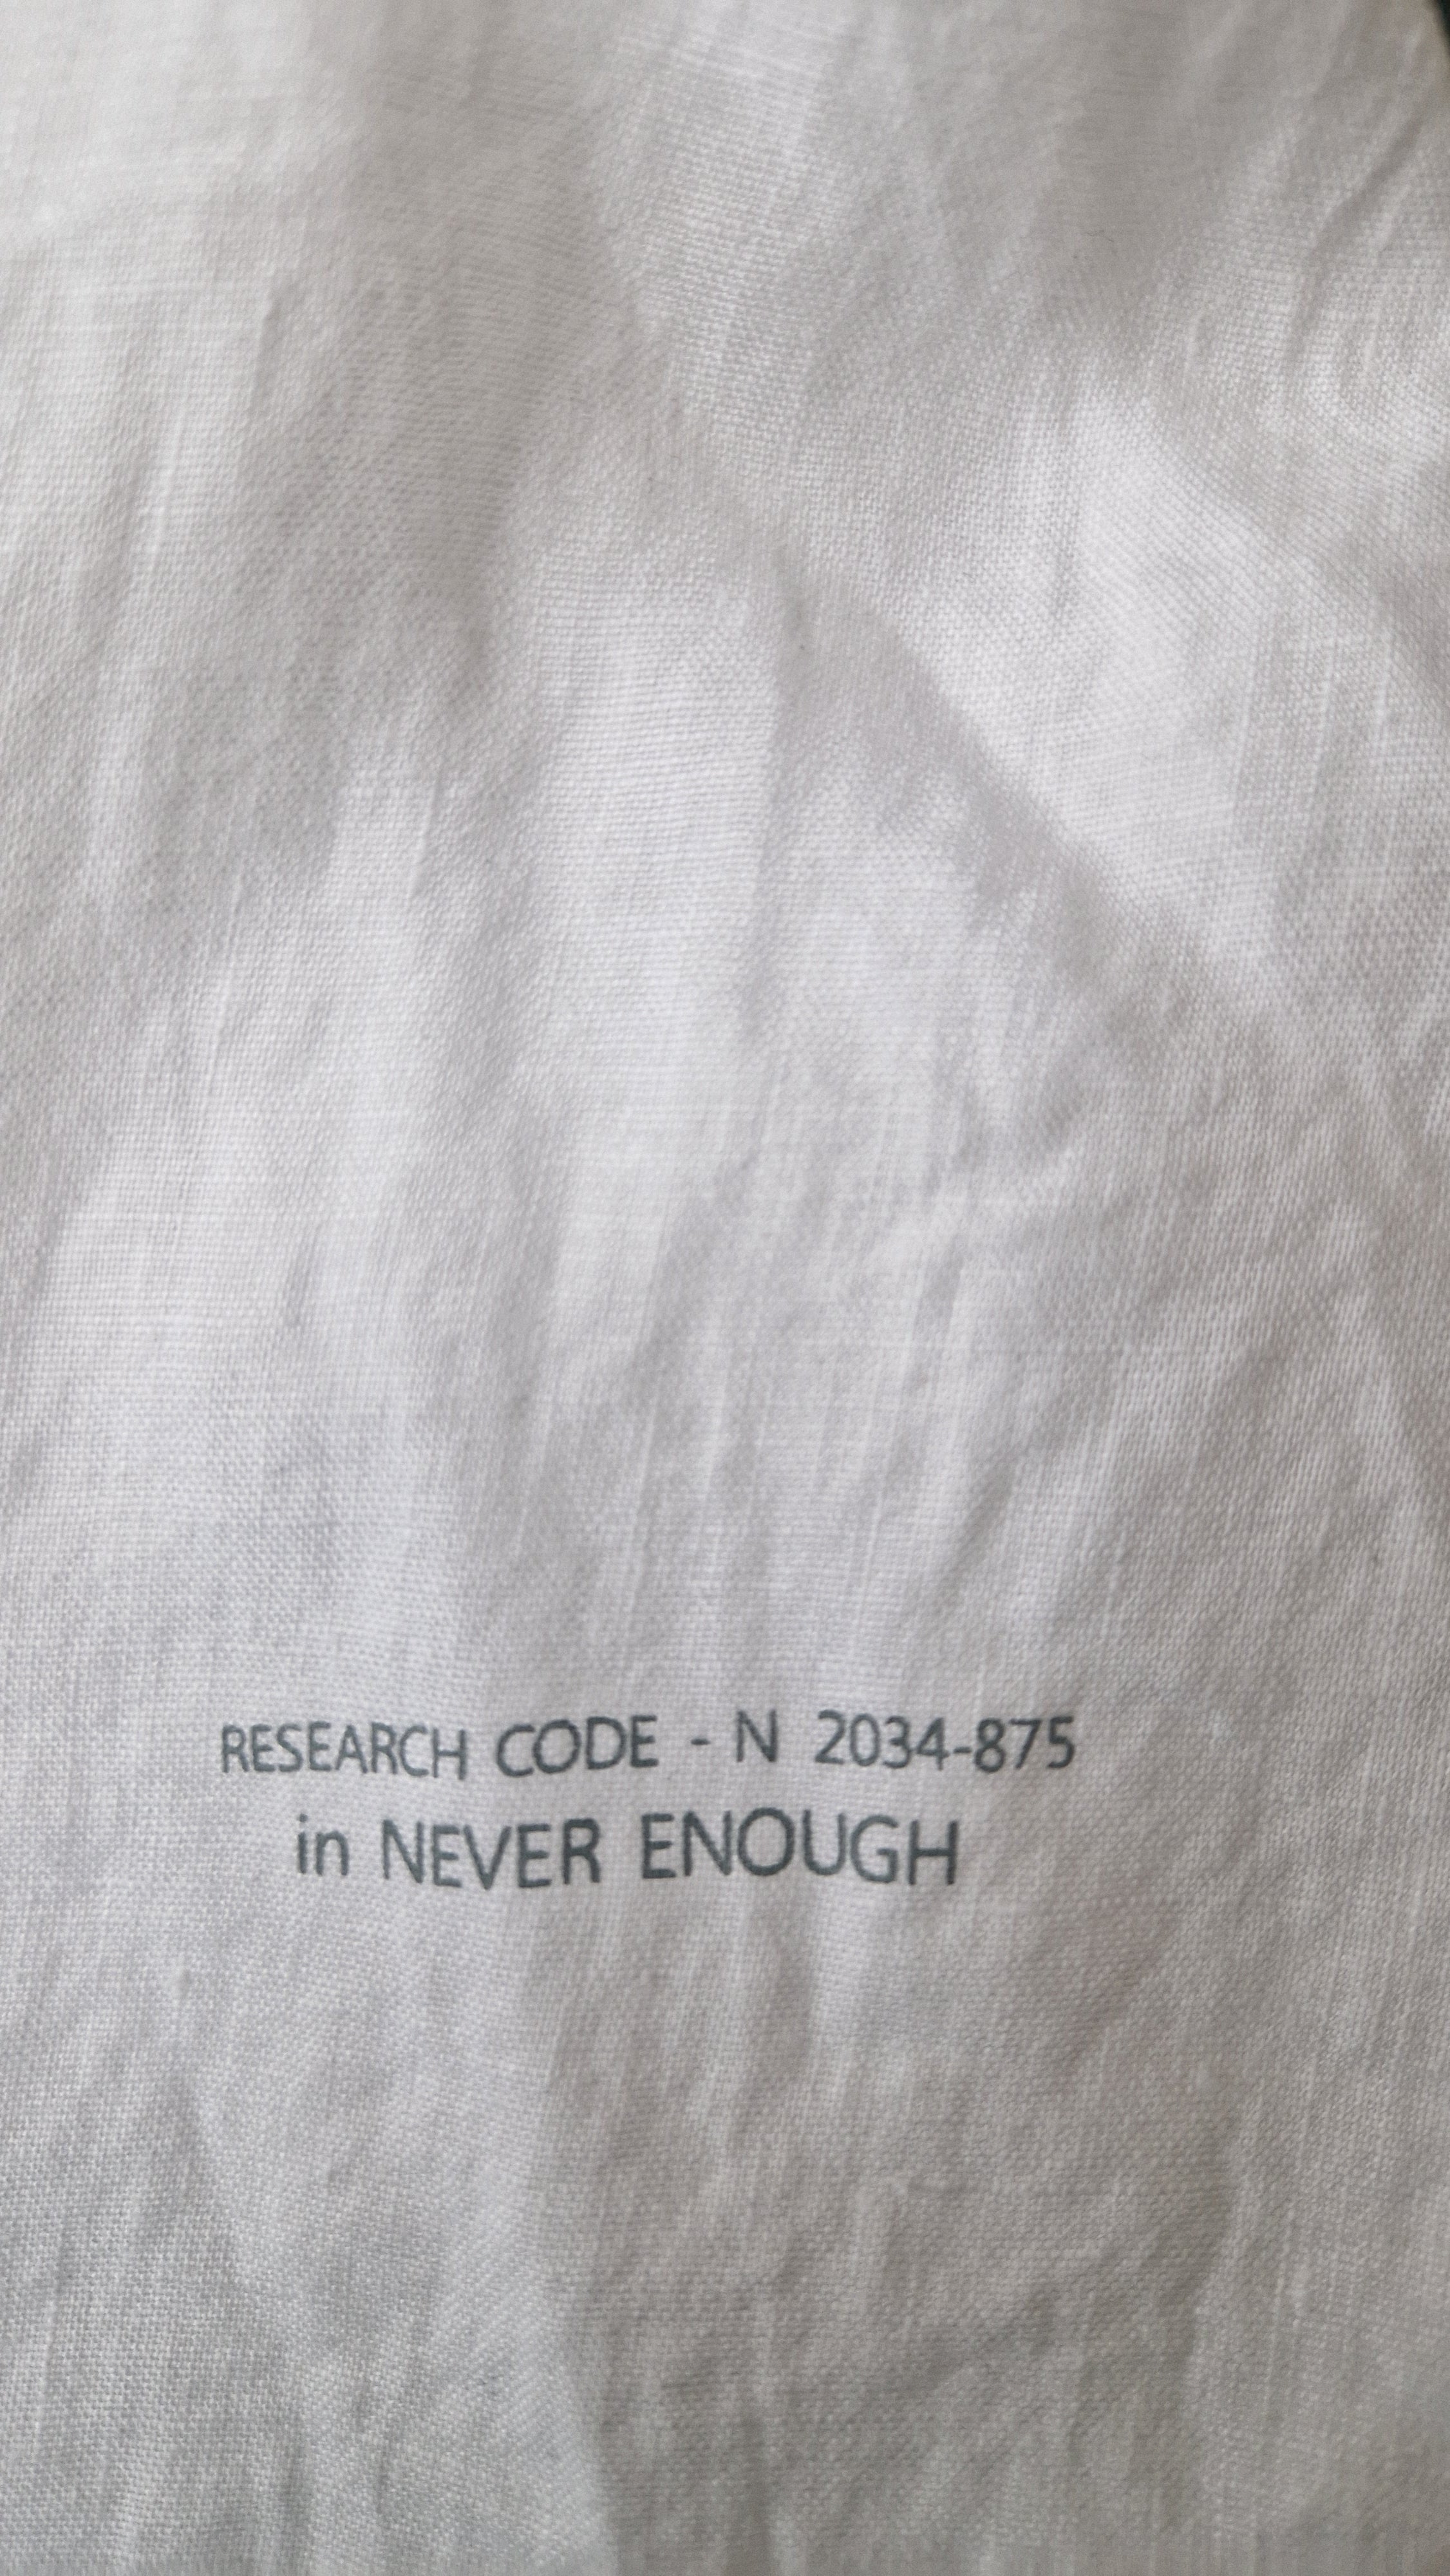 RESEARCH CODE - N 2034-875
in NEVER ENOUGH